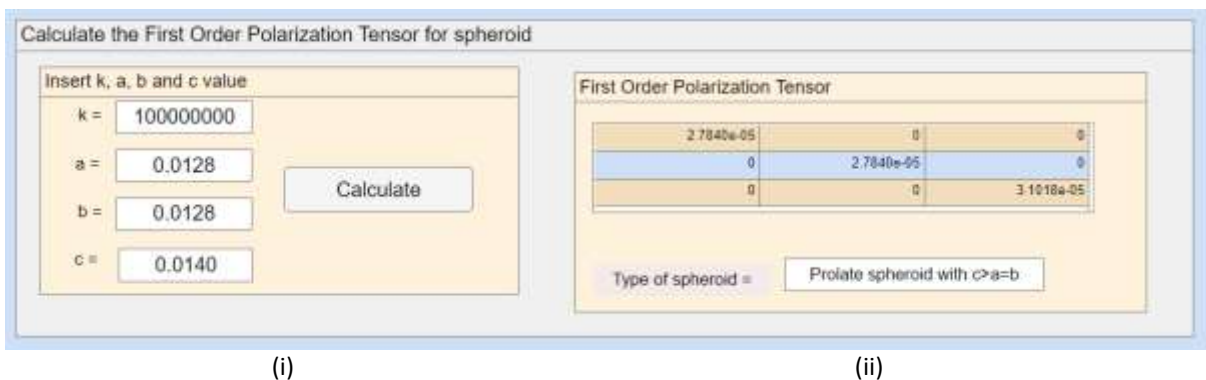 Calculate the First Order Polarization Tensor for spheroid
Insert k, a, b and c value
k = 100000000
a = 0.0128
b = 0.0128
c = 0.0140
Calculate
First Order Polarization Tensor
2.7840e-05 0 0
0 2.7840e-05 0
0 0 3.1018e-05
Type of spheroid = Prolate spheroid with c>a=b
(i) (ii)